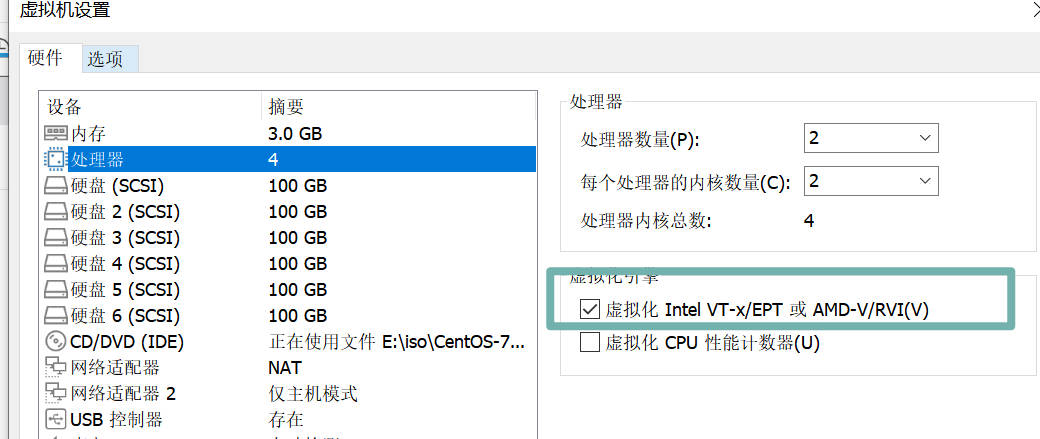 虚拟机设置
硬件 选项
设备 摘要
内存 3.0 GB
处理器 4
硬盘 (SCSI) 100 GB
硬盘 2 (SCSI) 100 GB
硬盘 3 (SCSI) 100 GB
硬盘 4 (SCSI) 100 GB
硬盘 5 (SCSI) 100 GB
硬盘 6 (SCSI) 100 GB
CD/DVD (IDE) 正在使用文件 E:\iso\CentOS-7...
网络适配器 NAT
网络适配器 2 仅主机模式
USB 控制器 存在
处理器
处理器数量(P): 2
每个处理器的内核数量(C): 2
处理器内核总数: 4
虚拟化引擎
虚拟化 Intel VT-x/EPT 或 AMD-V/RVI(V)
虚拟化 CPU 性能计数器(U)